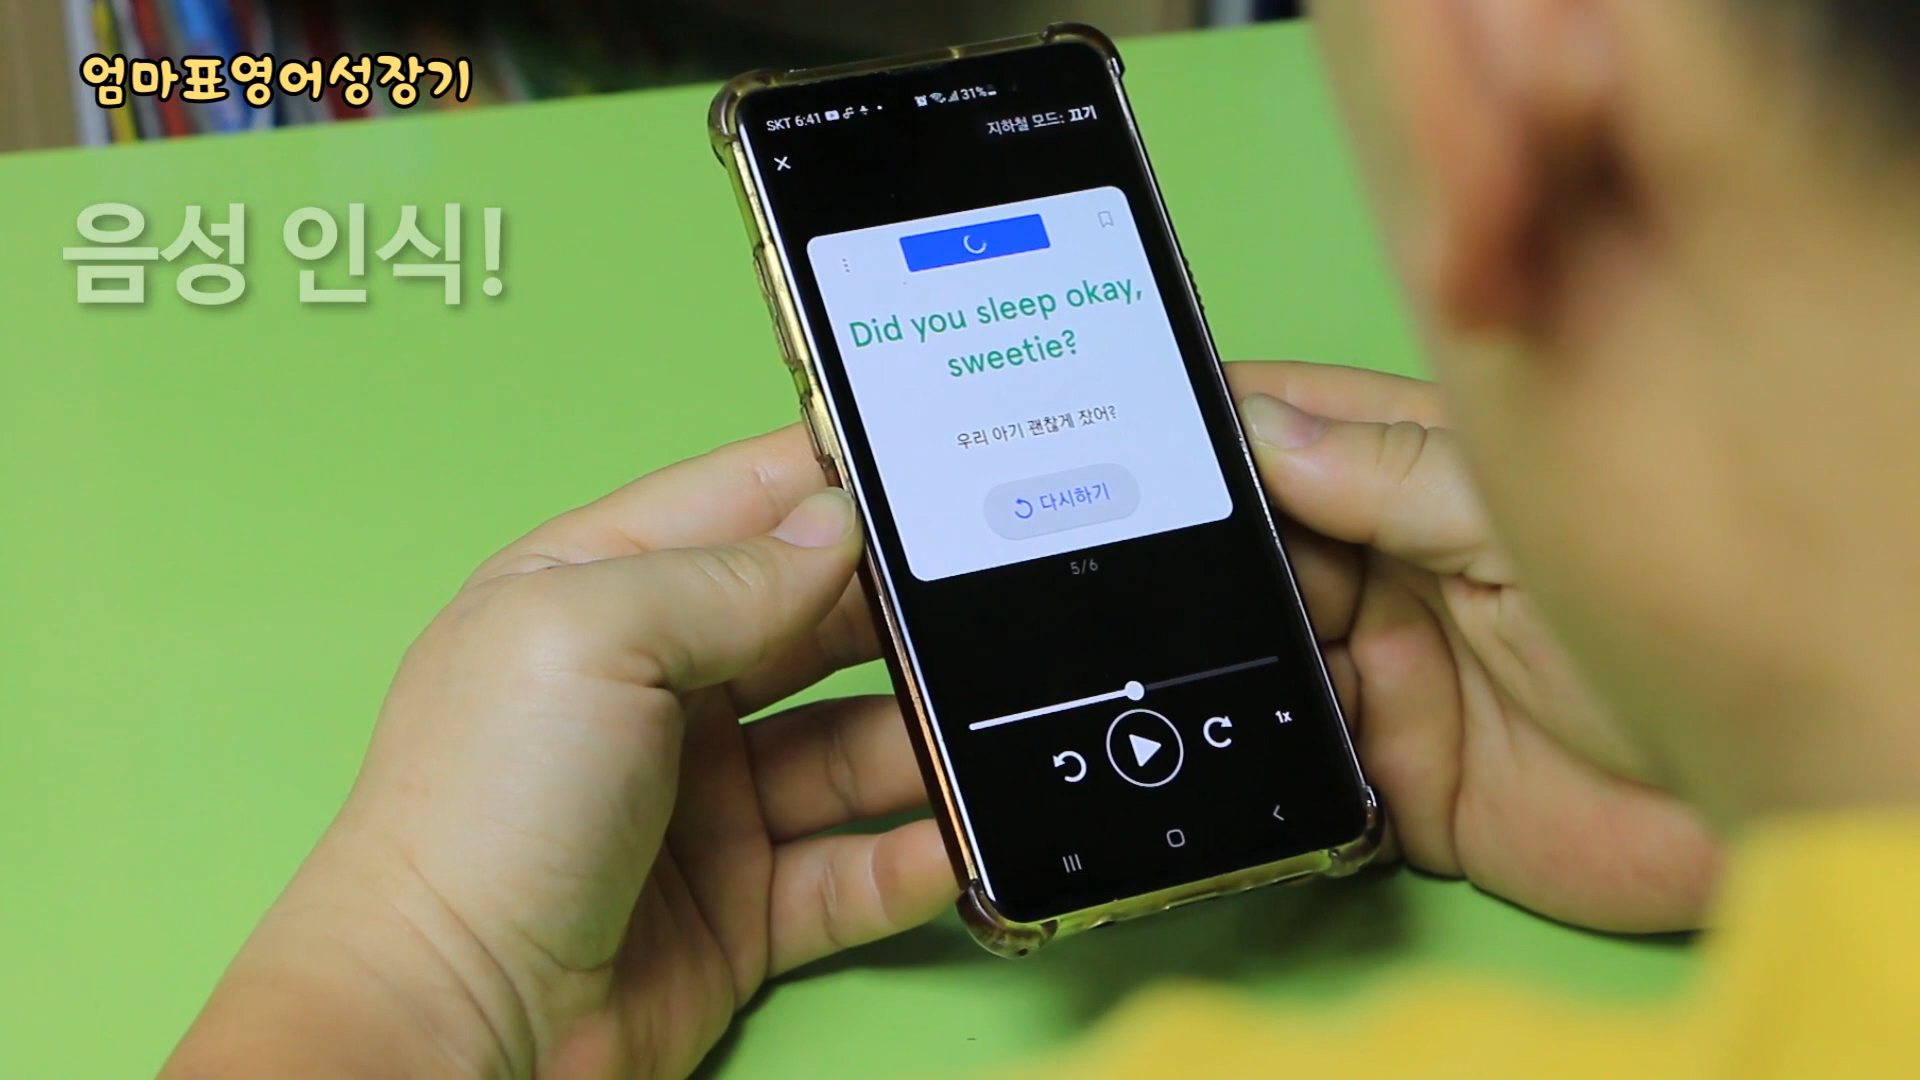 엄마표영어성장기
음성 인식!
SKT 6:41
31%
지하철 모드: 끄기
Did you sleep okay,
sweetie?
우리 아기 괜찮게 잤어?
다시하기
5/6
1x